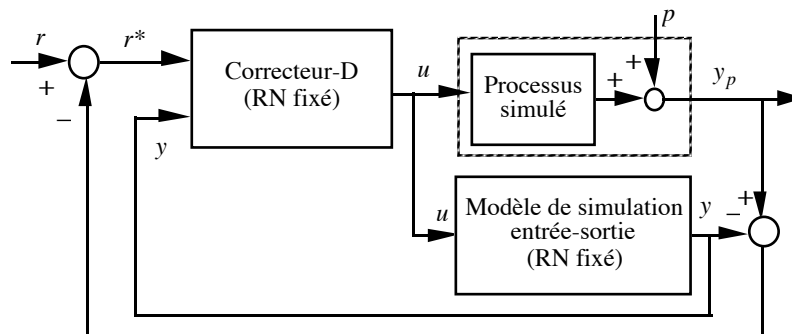 p
r
r*
+
−
Correcteur-D
(RN fixé)
u
Processus
simulé
+
+
y_p
y
u
Modèle de simulation
entrée-sortie
(RN fixé)
y
−
+